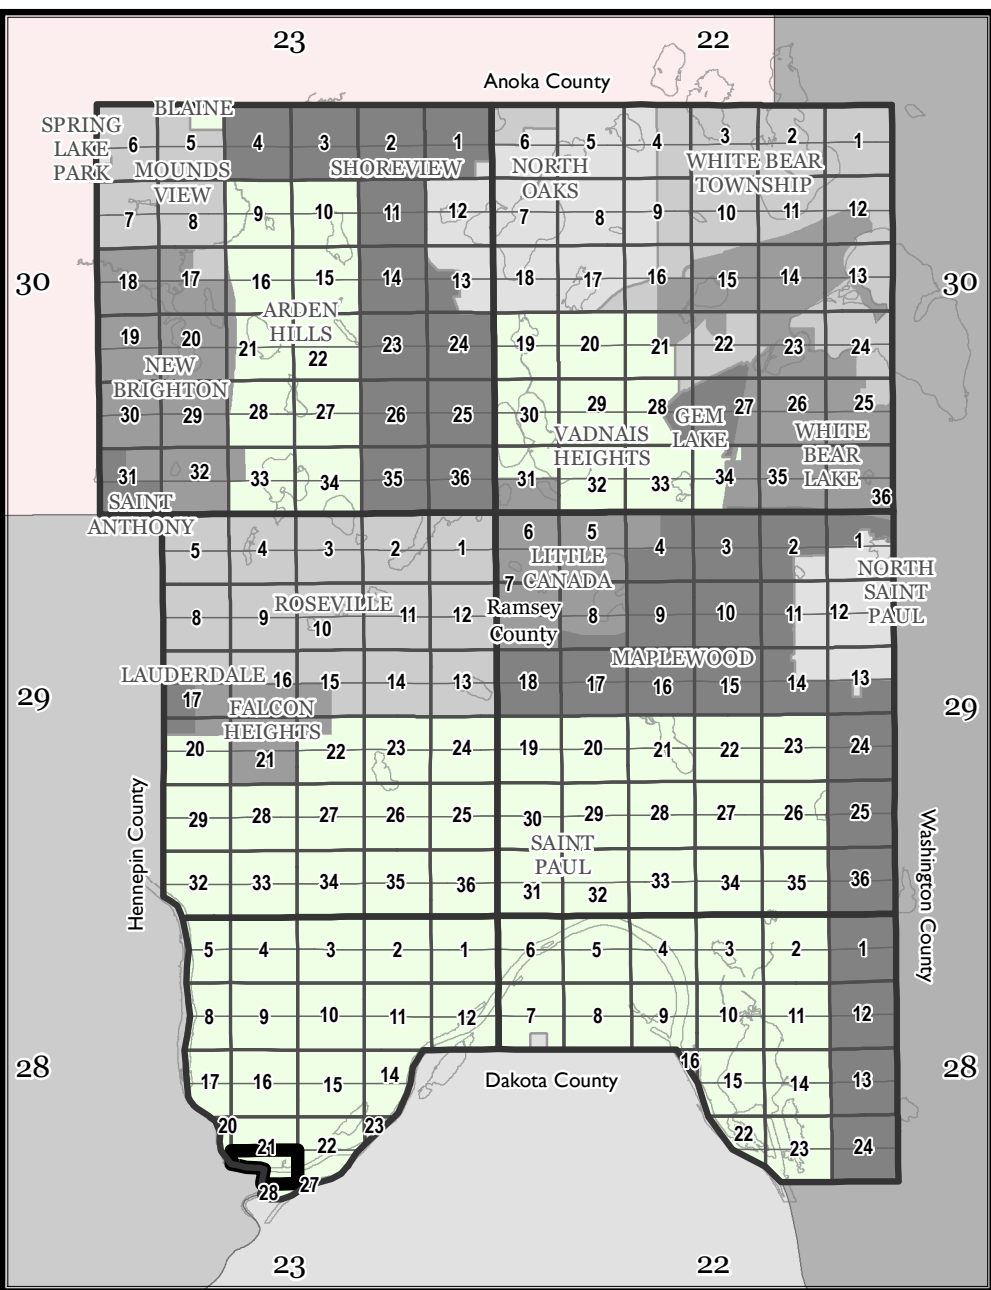 23 22
Anoka County
BLAINE
SPRING
LAKE
PARK
6 5 4 3 2 1 6 5 4 3 2 1
MOUNDS
VIEW
SHOREVIEW
NORTH
OAKS
WHITE BEAR
TOWNSHIP
7 8 9 10 11 12 7 8 9 10 11 12
30 18 17 16 15 14 13 18 17 16 15 14 13 30
ARDEN
HILLS
19 20 21 22 23 24 19 20 21 22 23 24
NEW
BRIGHTON
30 29 28 27 26 25 30 29 28 27 26 25
GEM
LAKE
VADNAIS
HEIGHTS
WHITE
BEAR
LAKE
31 32 33 34 35 36 31 32 33 34 35 36
SAINT
ANTHONY
5 4 3 2 1 6 5 4 3 2 1
LITTLE
CANADA
NORTH
SAINT
PAUL
8 9 10 11 12 7 8 9 10 11 12
ROSEVILLE
Ramsey
County
MAPLEWOOD
LAUDERDALE
29 17 16 15 14 13 18 17 16 15 14 13 29
FALCON
HEIGHTS
20 21 22 23 24 19 20 21 22 23 24
29 28 27 26 25 30 29 28 27 26 25
Hennepin County
Washington County
SAINT
PAUL
32 33 34 35 36 31 32 33 34 35 36
5 4 3 2 1 6 5 4 3 2 1
8 9 10 11 12 7 8 9 10 11 12
28 17 16 15 14 16 15 14 13 28
Dakota County
20 21 22 23 22 23 24
28 27
23 22